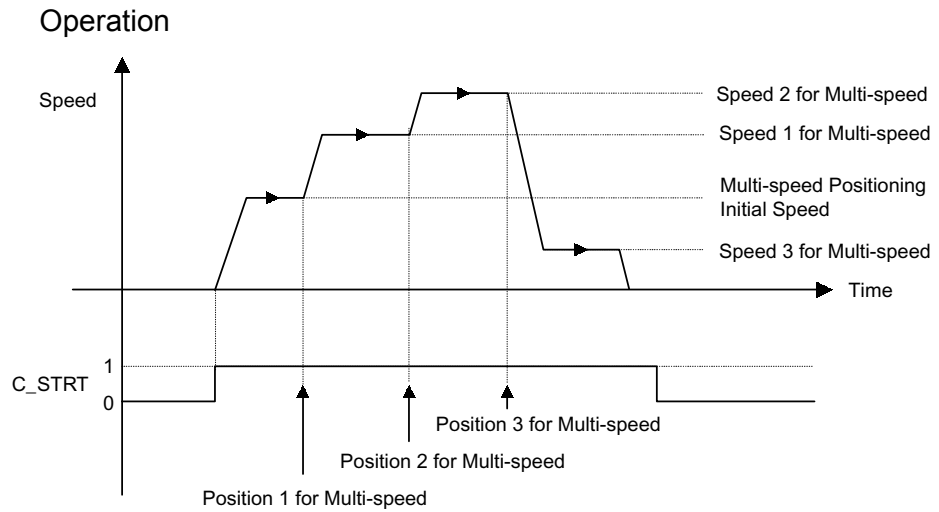 Operation
Speed
Speed 2 for Multi-speed
Speed 1 for Multi-speed
Multi-speed Positioning
Initial Speed
Speed 3 for Multi-speed
Time
1
C_STRT
0
Position 3 for Multi-speed
Position 2 for Multi-speed
Position 1 for Multi-speed